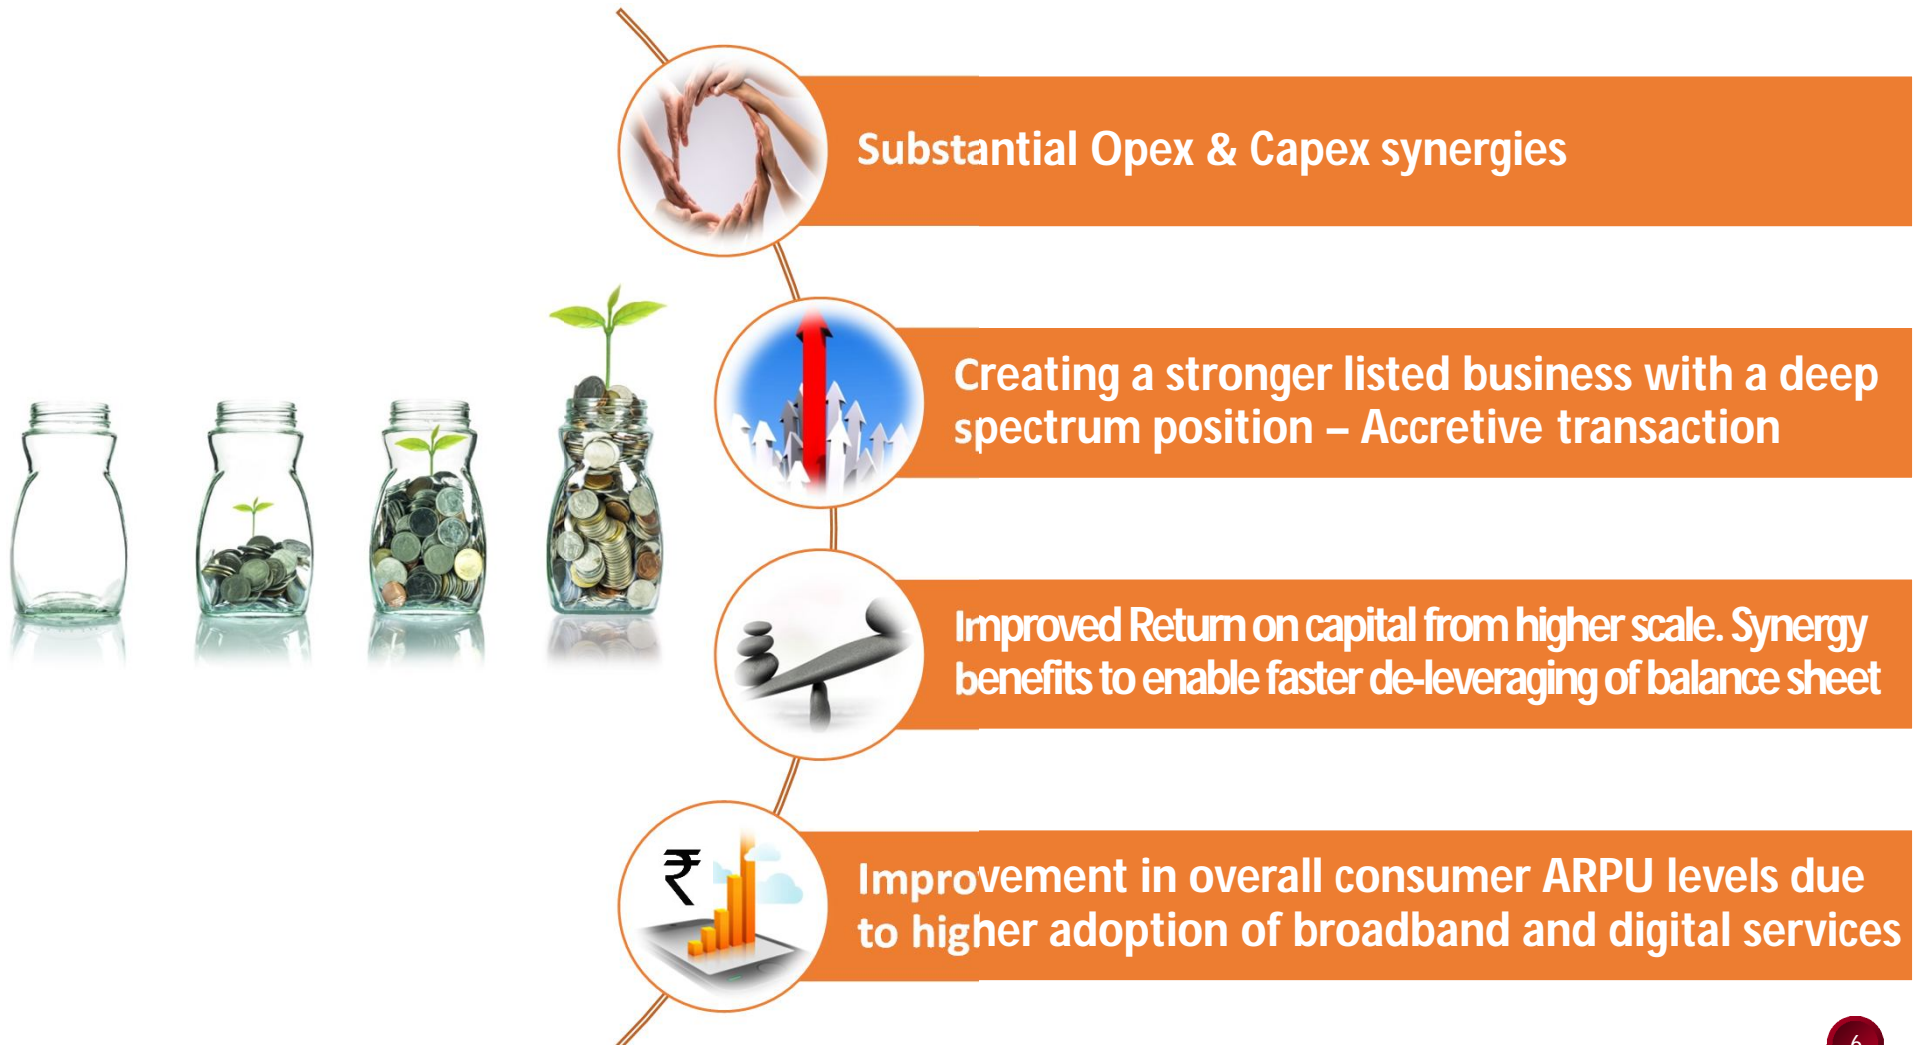 Substantial Opex & Capex synergies
Creating a stronger listed business with a deep
spectrum position – Accretive transaction
Improved Return on capital from higher scale. Synergy
benefits to enable faster de-leveraging of balance sheet
₹
Improvement in overall consumer ARPU levels due
to higher adoption of broadband and digital services
6